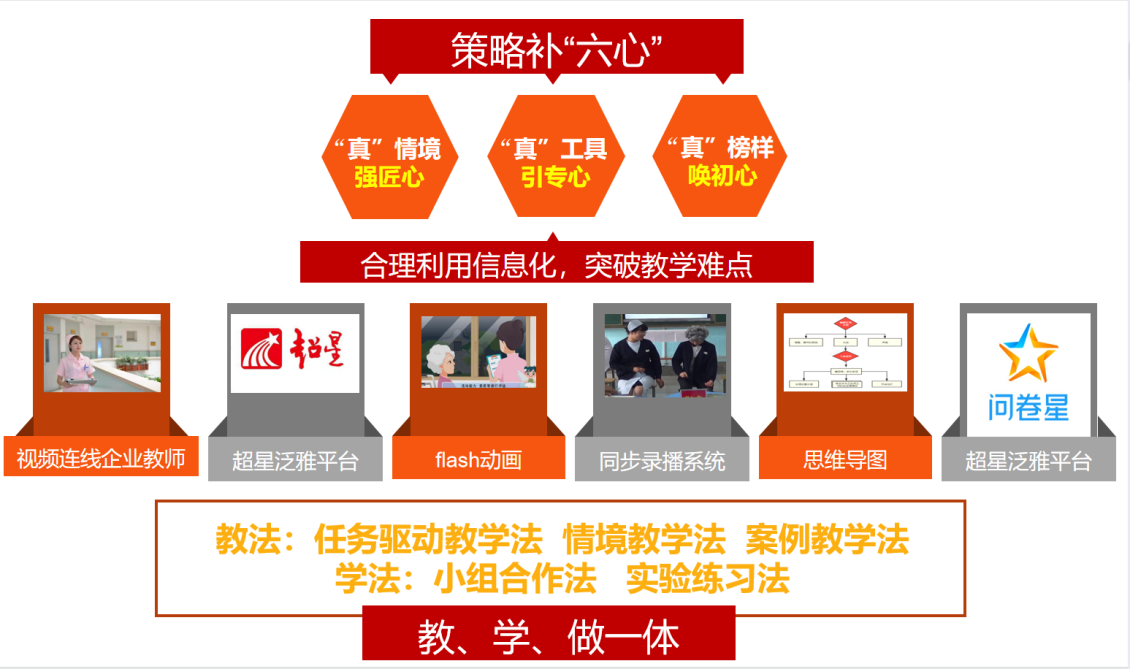 策略补“六心”
“真”情境
强匠心
“真”工具
引专心
“真”榜样
唤初心
合理利用信息化，突破教学难点
超星
问卷星
视频连线企业教师
超星泛雅平台
flash动画
同步录播系统
思维导图
超星泛雅平台
教法：任务驱动教学法 情境教学法 案例教学法
学法：小组合作法 实验练习法
教、学、做一体